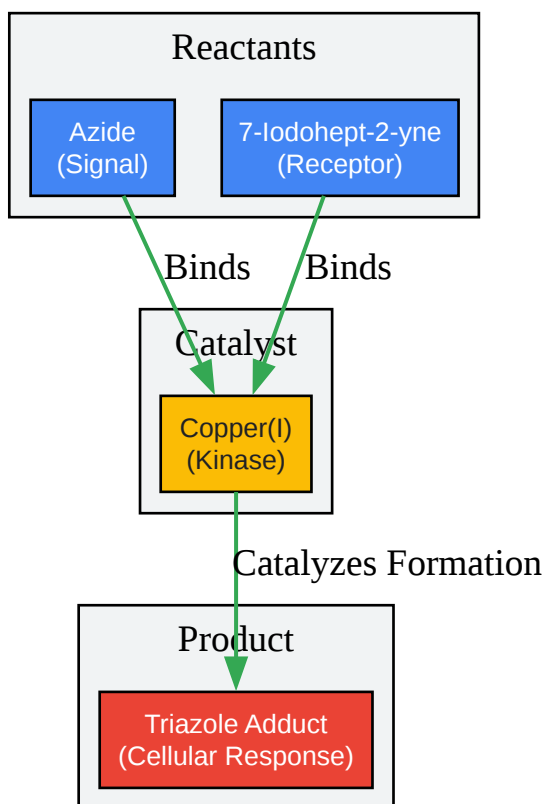 Reactants
Azide
(Signal)
7-Iodohept-2-yne
(Receptor)
Binds
Binds
Catalyst
Copper(I)
(Kinase)
Catalyzes Formation
Product
Triazole Adduct
(Cellular Response)